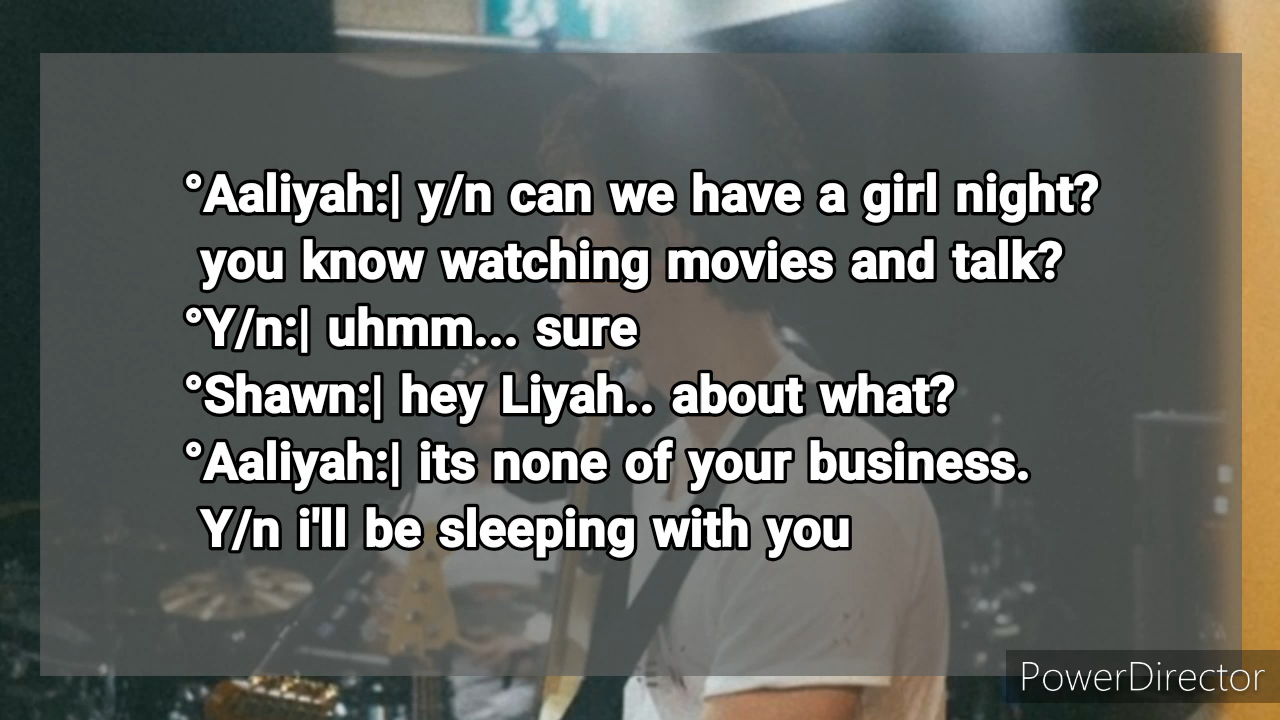 °Aaliyah:| y/n can we have a girl night?
you know watching movies and talk?
°Y/n:| uhmm... sure
°Shawn:| hey Liyah.. about what?
°Aaliyah:| its none of your business.
Y/n i'll be sleeping with you
PowerDirector